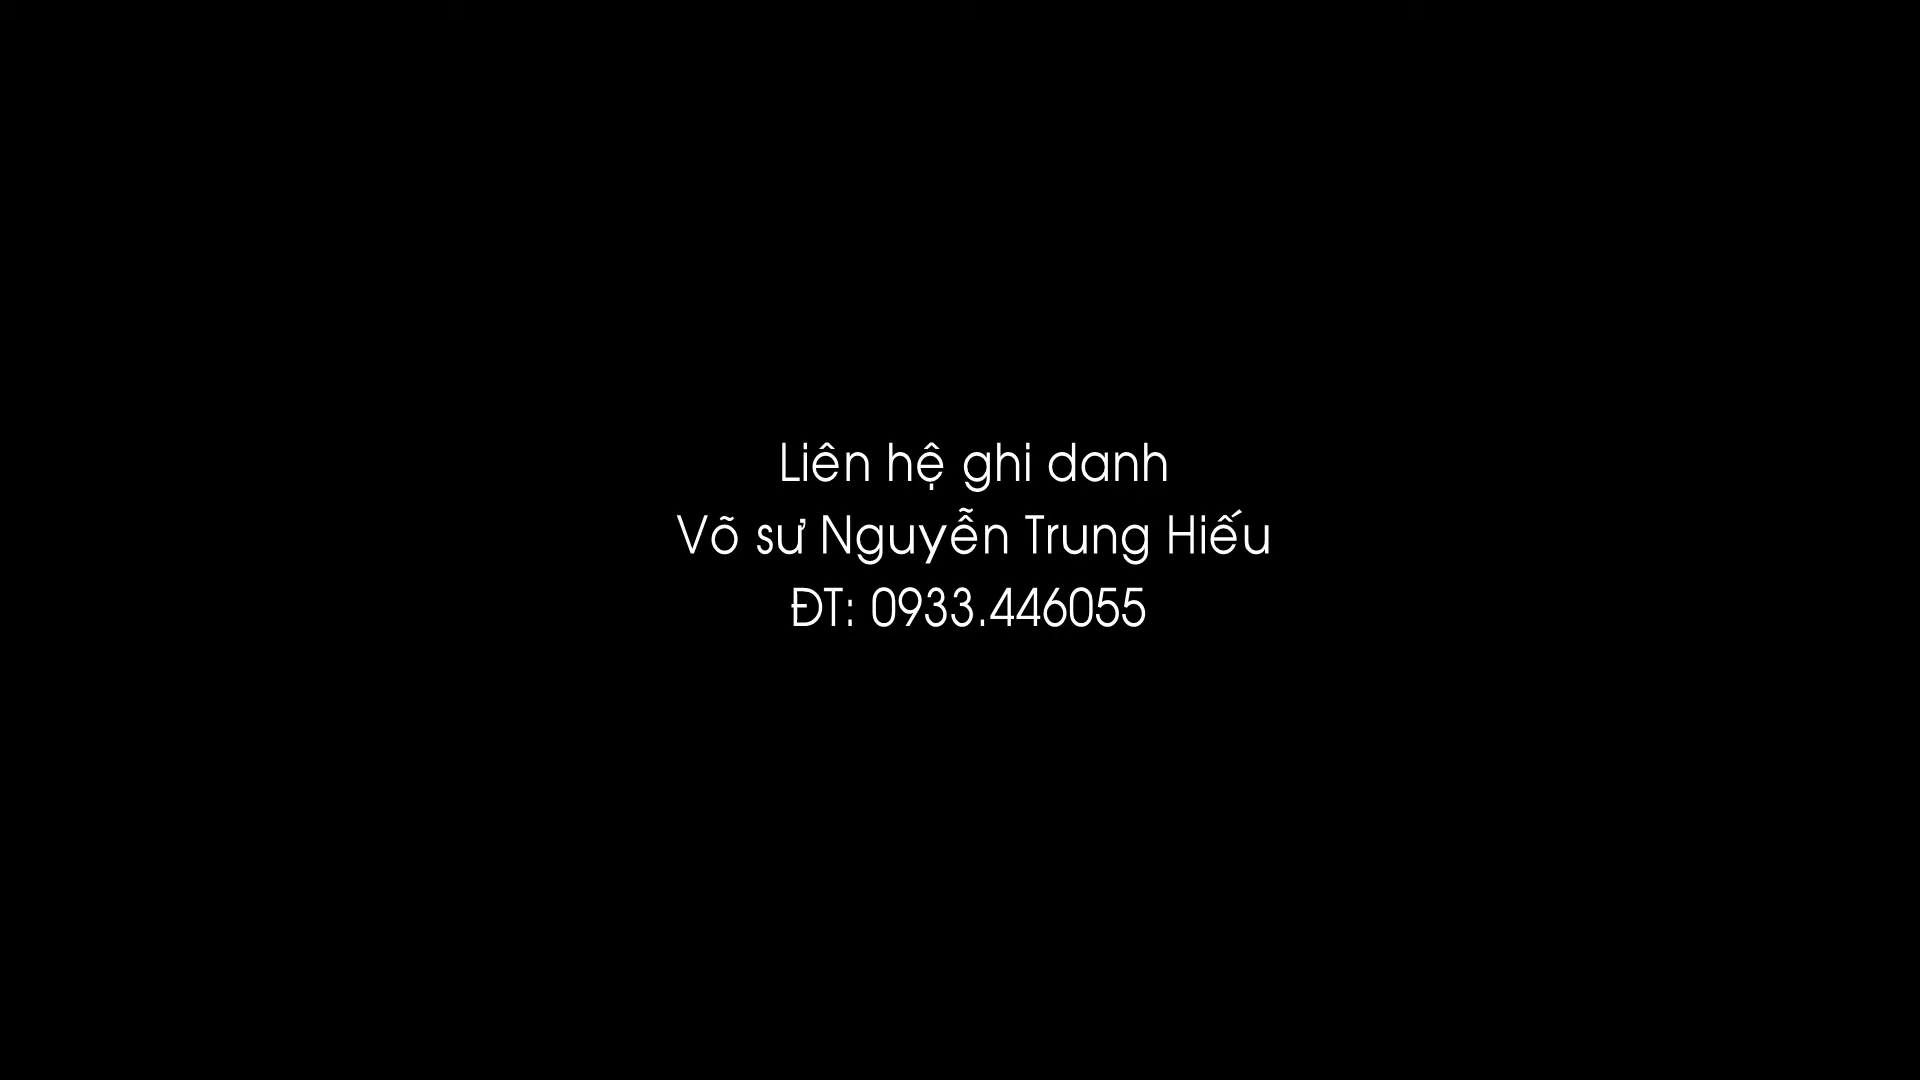 Liên hệ ghi danh
Võ sư Nguyễn Trung Hiếu
ĐT: 0933.446055